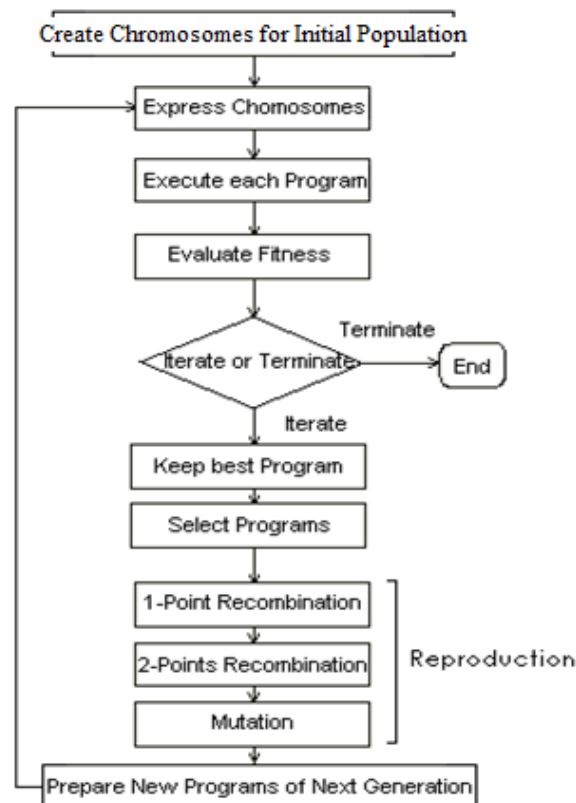 Create Chromosomes for Initial Population
Express Chomosomes
Execute each Program
Evaluate Fitness
Iterate or Terminate
Terminate
End
Iterate
Keep best Program
Select Programs
1-Point Recombination
2-Points Recombination
Mutation
Reproduction
Prepare New Programs of Next Generation